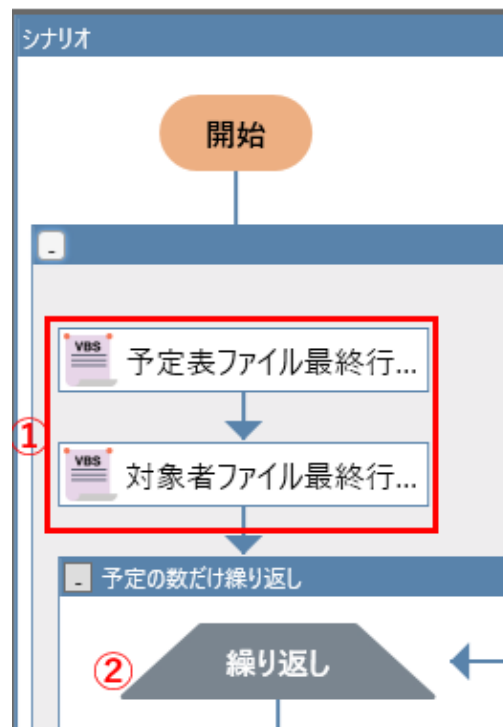 シナリオ
開始
-
VBS
予定表ファイル最終行...
①
VBS
対象者ファイル最終行...
- 予定の数だけ繰り返し
② 繰り返し